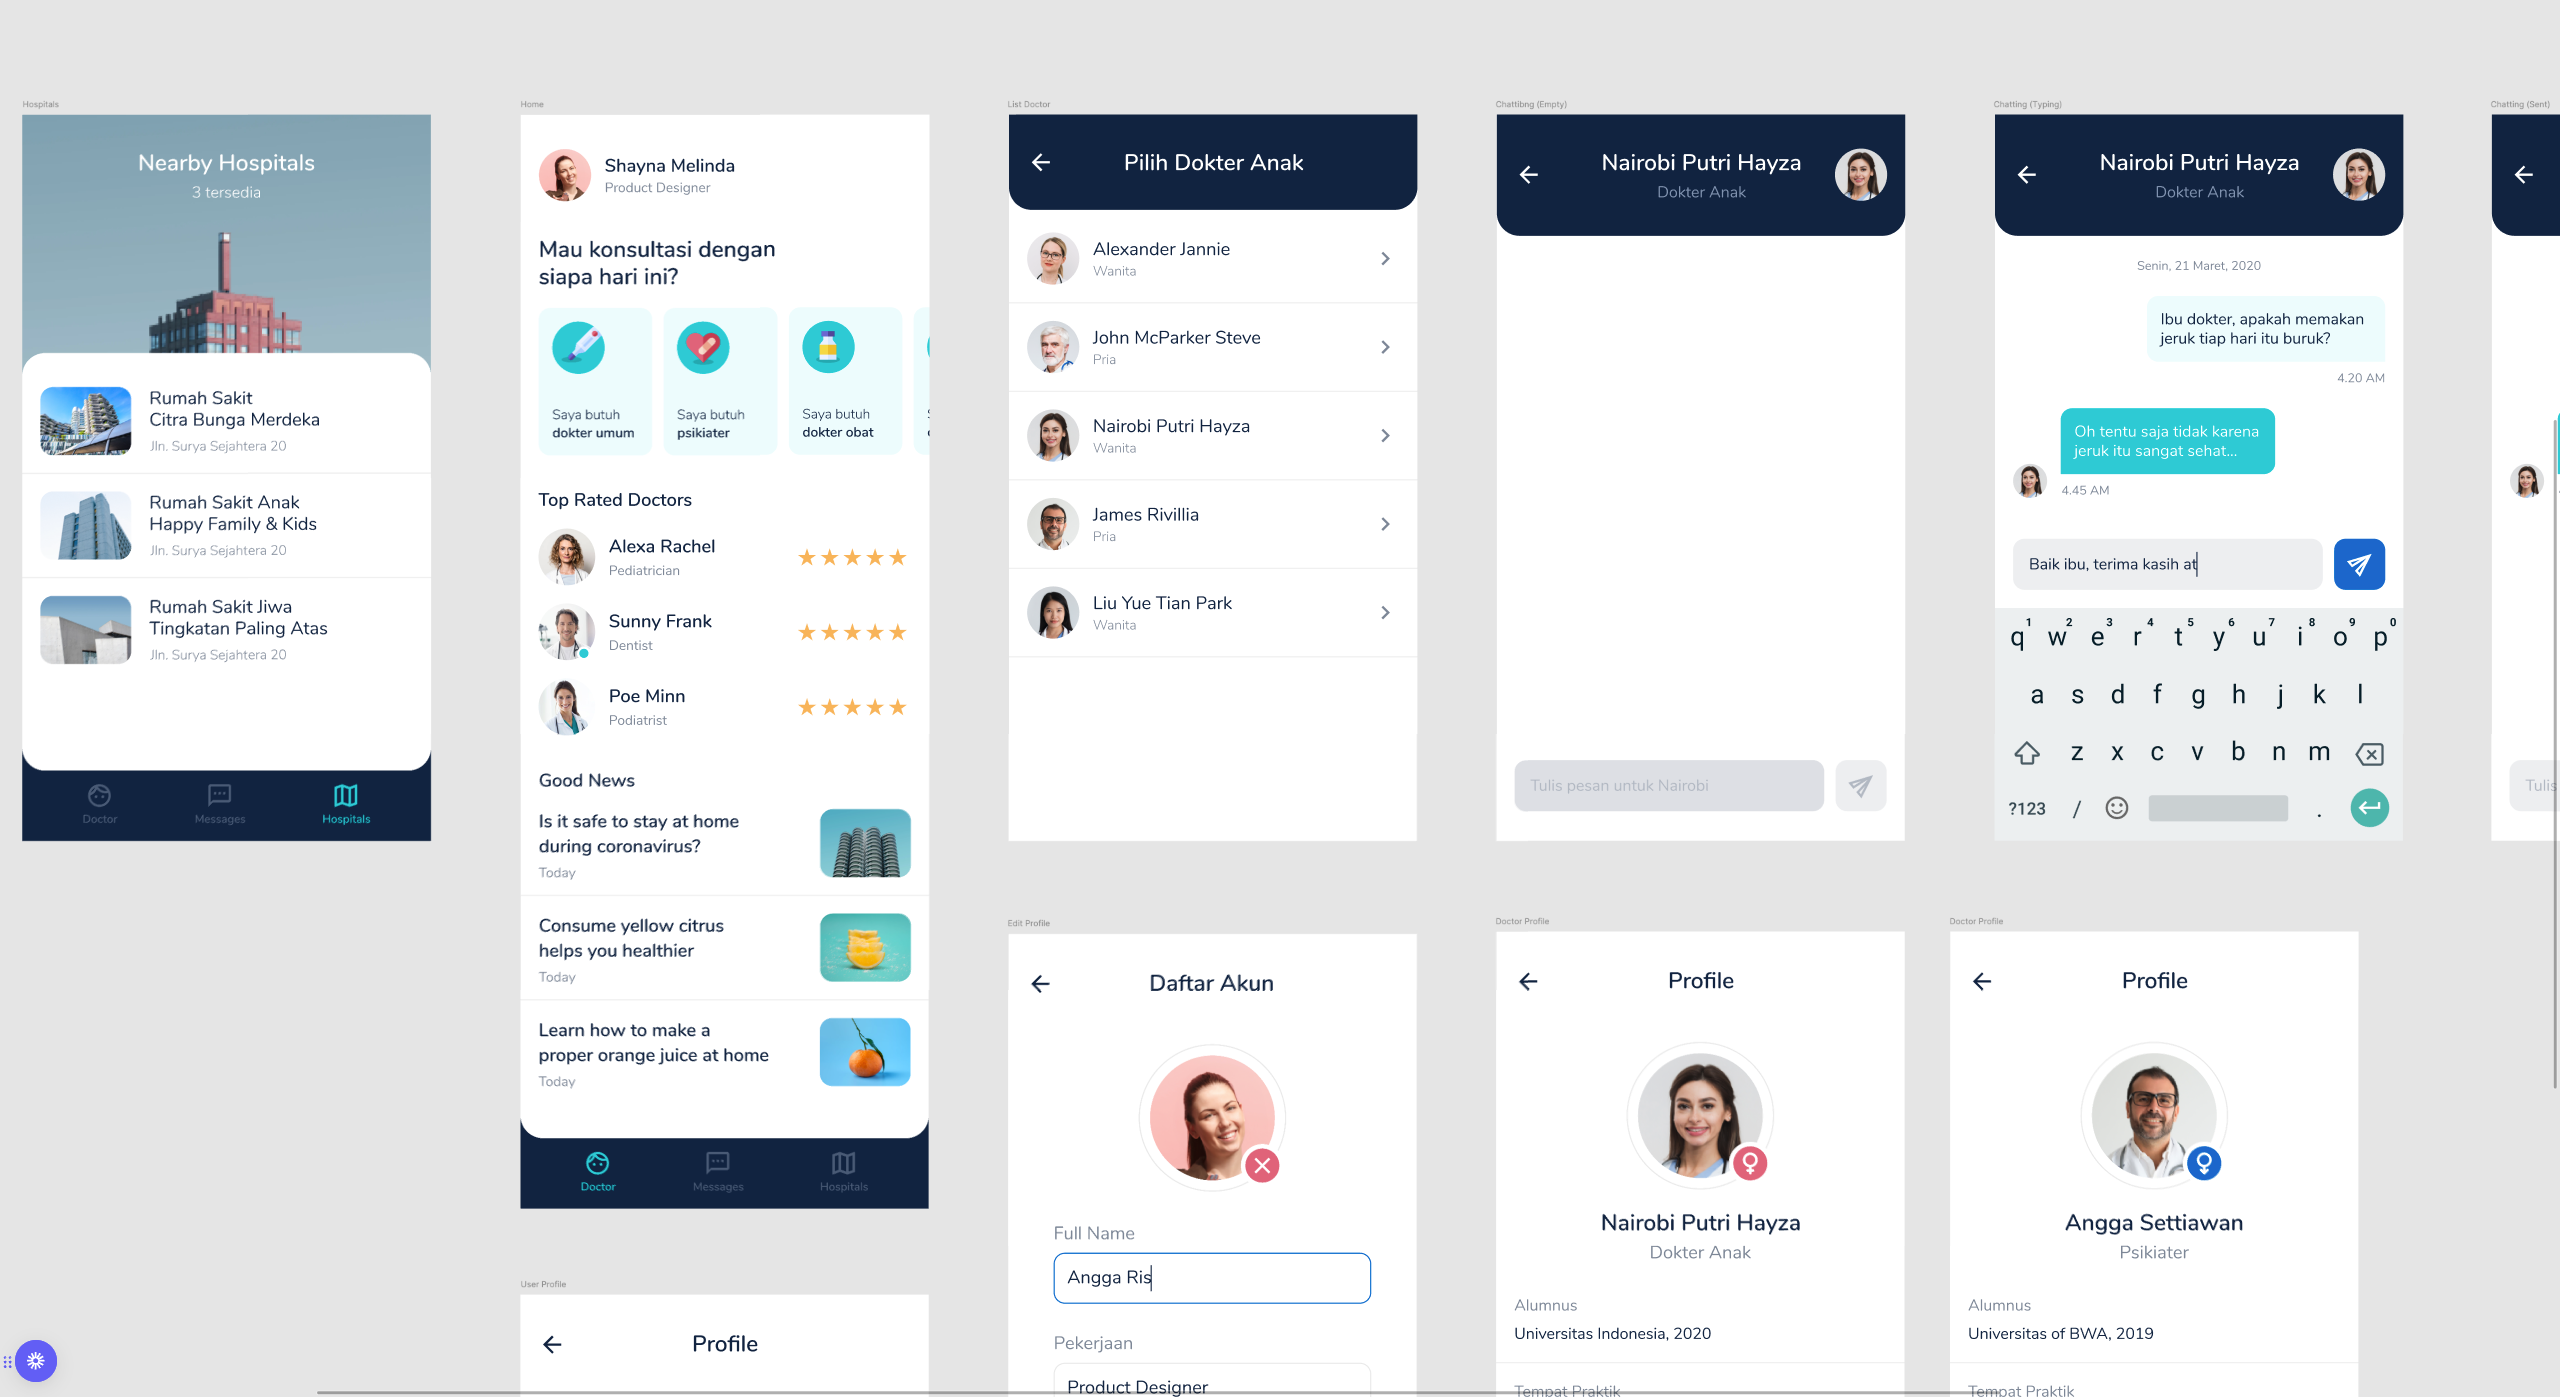 Hospitals
Nearby Hospitals
3 tersedia
Rumah Sakit
Citra Bunga Merdeka
Jln. Surya Sejahtera 20
Rumah Sakit Anak
Happy Family & Kids
Jln. Surya Sejahtera 20
Rumah Sakit Jiwa
Tingkatan Paling Atas
Jln. Surya Sejahtera 20
Doctor
Messages
Hospitals
Home
Shayna Melinda
Product Designer
Mau konsultasi dengan
siapa hari ini?
Saya butuh
dokter umum
Saya butuh
psikiater
Saya butuh
dokter obat
Top Rated Doctors
Alexa Rachel
Pediatrician
Sunny Frank
Dentist
Poe Minn
Podiatrist
Good News
Is it safe to stay at home
during coronavirus?
Today
Consume yellow citrus
helps you healthier
Today
Learn how to make a
proper orange juice at home
Today
Doctor
Messages
Hospitals
User Profile
Profile
List Doctor
Pilih Dokter Anak
Alexander Jannie
Wanita
John McParker Steve
Pria
Nairobi Putri Hayza
Wanita
James Rivillia
Pria
Liu Yue Tian Park
Wanita
Edit Profile
Daftar Akun
Full Name
Angga Ris
Pekerjaan
Product Designer
Chattibng (Empty)
Nairobi Putri Hayza
Dokter Anak
Tulis pesan untuk Nairobi
Doctor Profile
Profile
Nairobi Putri Hayza
Dokter Anak
Alumnus
Universitas Indonesia, 2020
Tempat Praktik
Chatting (Typing)
Nairobi Putri Hayza
Dokter Anak
Senin, 21 Maret, 2020
Ibu dokter, apakah memakan
jeruk tiap hari itu buruk?
4.20 AM
Oh tentu saja tidak karena
jeruk itu sangat sehat...
4.45 AM
Baik ibu, terima kasih at
q1 w2 e3 r4 t5 y6 u7 i8 o9 p0
a s d f g h j k l
z x c v b n m
?123 / .
Doctor Profile
Profile
Angga Settiawan
Psikiater
Alumnus
Universitas of BWA, 2019
Tempat Praktik
Chatting (Sent)
Tulis